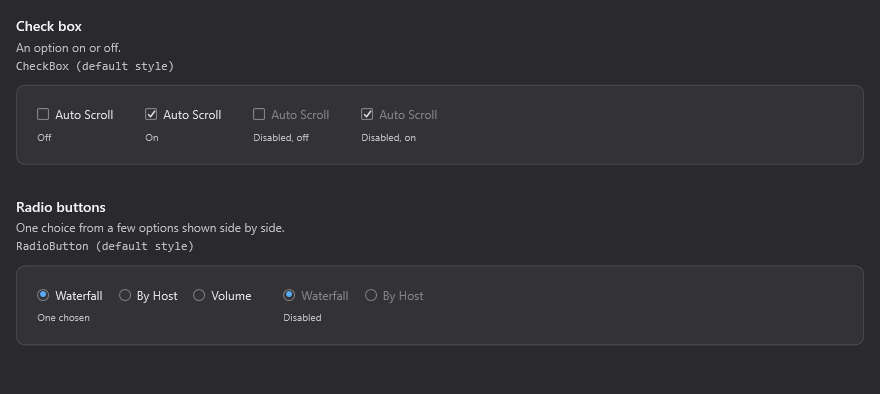 Check box
An option on or off.
CheckBox (default style)
Auto Scroll Auto Scroll Auto Scroll Auto Scroll
Off On Disabled, off Disabled, on
Radio buttons
One choice from a few options shown side by side.
RadioButton (default style)
Waterfall By Host Volume Waterfall By Host
One chosen Disabled